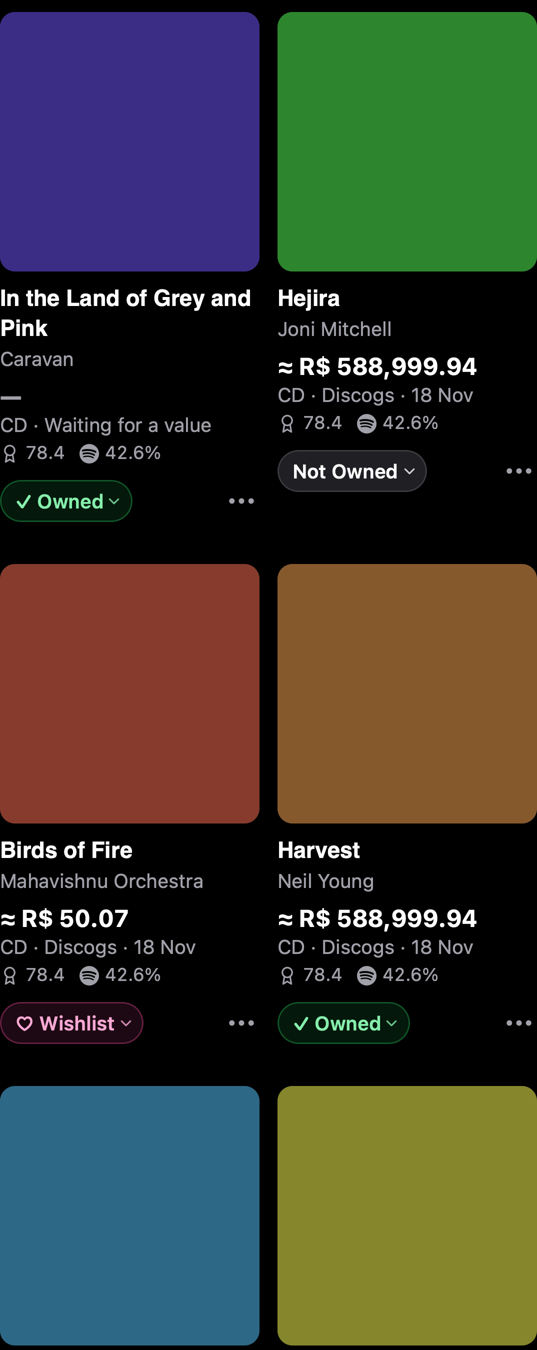 In the Land of Grey and
Pink
Caravan
—
CD · Waiting for a value
78.4 42.6%
✓ Owned
Hejira
Joni Mitchell
≈ R$ 588,999.94
CD · Discogs · 18 Nov
78.4 42.6%
Not Owned
Birds of Fire
Mahavishnu Orchestra
≈ R$ 50.07
CD · Discogs · 18 Nov
78.4 42.6%
Wishlist
Harvest
Neil Young
≈ R$ 588,999.94
CD · Discogs · 18 Nov
78.4 42.6%
✓ Owned